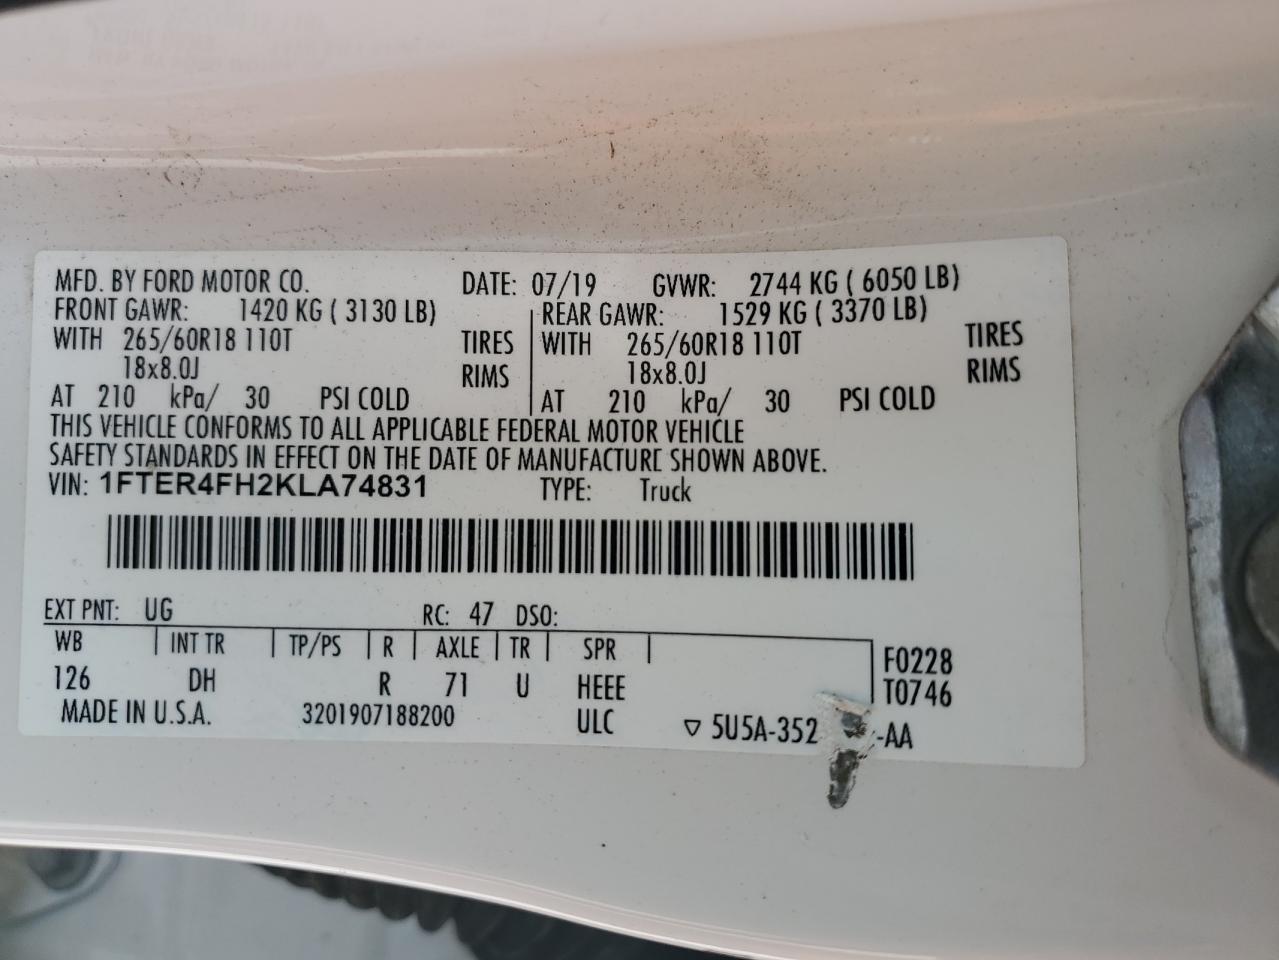 MFD. BY FORD MOTOR CO. DATE: 07/19 GVWR: 2744 KG ( 6050 LB)
FRONT GAWR: 1420 KG ( 3130 LB) REAR GAWR: 1529 KG ( 3370 LB)
WITH 265/60R18 110T TIRES WITH 265/60R18 110T TIRES
18x8.0J RIMS 18x8.0J RIMS
AT 210 kPa/ 30 PSI COLD AT 210 kPa/ 30 PSI COLD
THIS VEHICLE CONFORMS TO ALL APPLICABLE FEDERAL MOTOR VEHICLE
SAFETY STANDARDS IN EFFECT ON THE DATE OF MANUFACTURE SHOWN ABOVE.
VIN: 1FTER4FH2KLA74831 TYPE: Truck
EXT PNT: UG RC: 47 DSO:
WB | INT TR | TP/PS | R | AXLE | TR | SPR | F0228
126 DH R 71 U HEEE T0746
MADE IN U.S.A. 3201907188200 ULC ▽ 5U5A-352 -AA